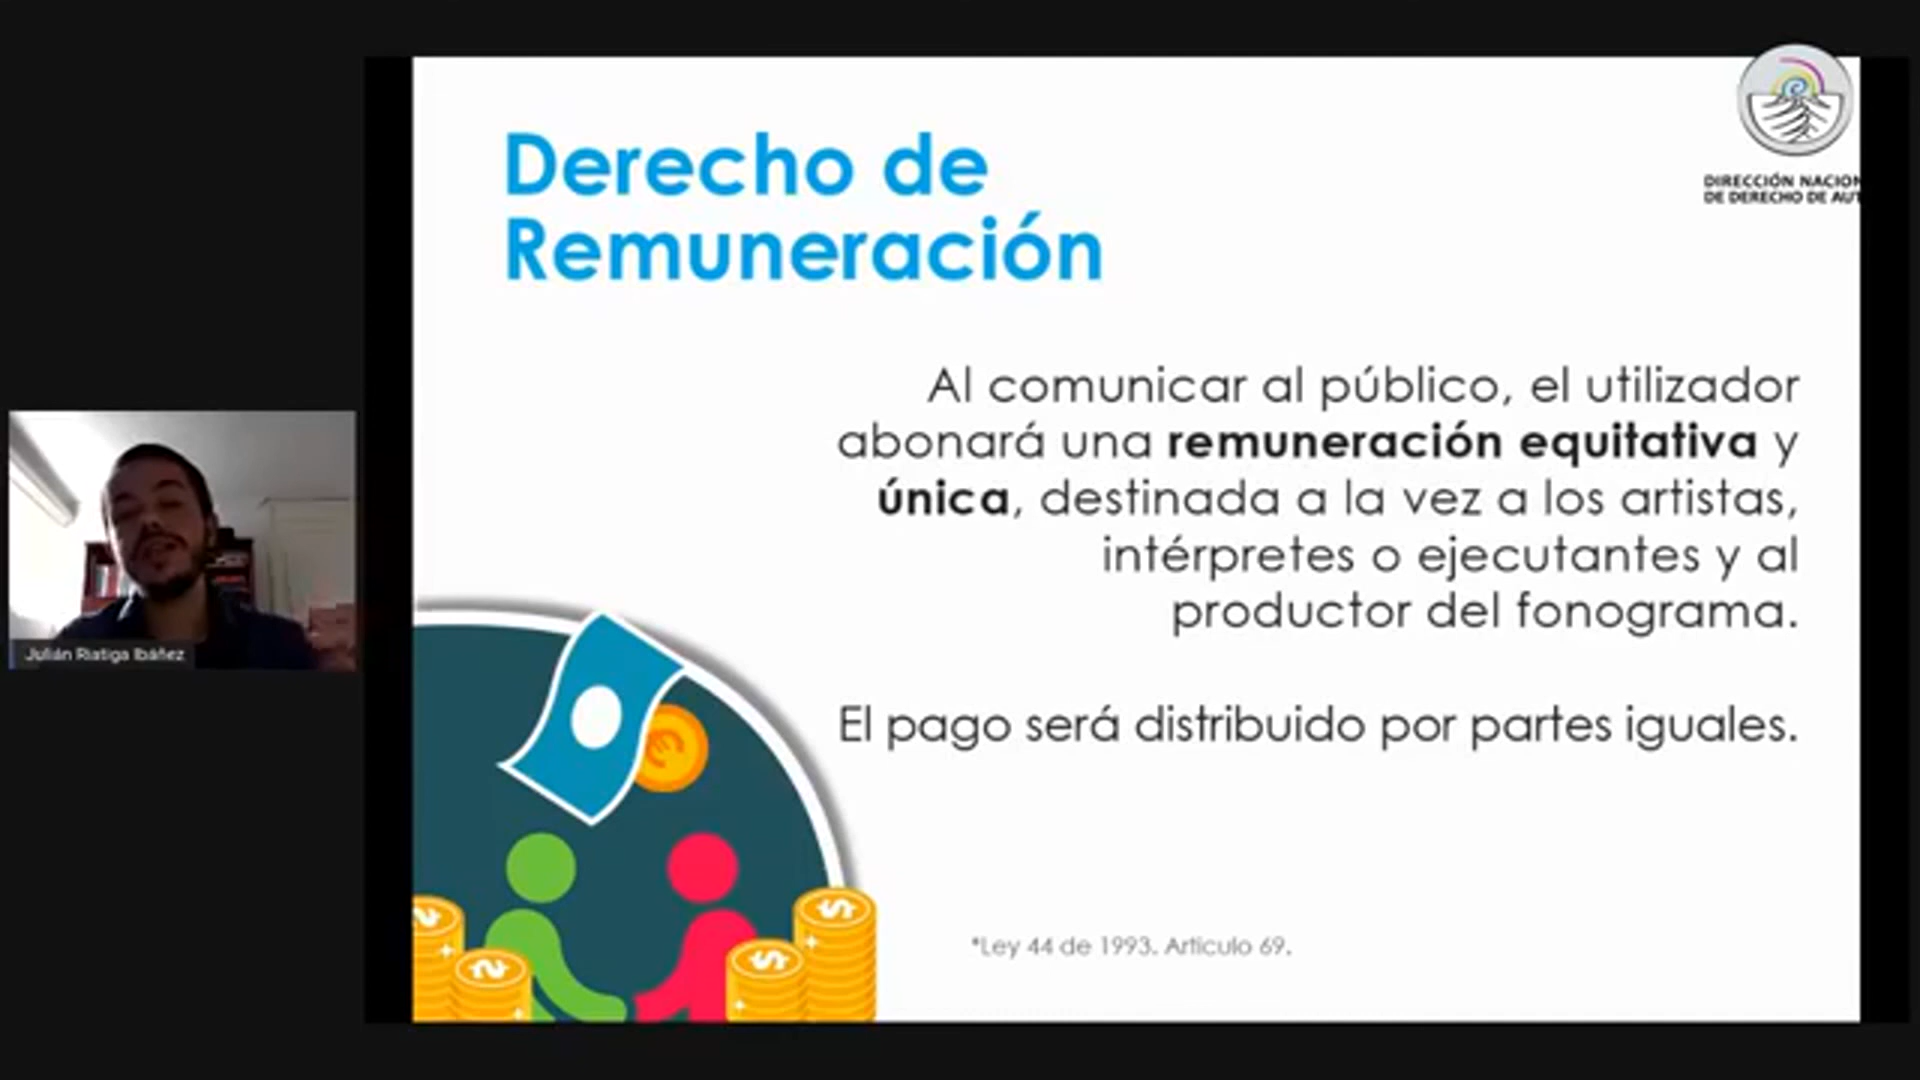 DIRECCIÓN NACION
DE DERECHO DE AUT
Derecho de
Remuneración
Al comunicar al público, el utilizador
abonará una remuneración equitativa y
única, destinada a la vez a los artistas,
intérpretes o ejecutantes y al
productor del fonograma.
El pago será distribuido por partes iguales.
*Ley 44 de 1993. Articulo 69.
Julián Riatiga Ibáñez